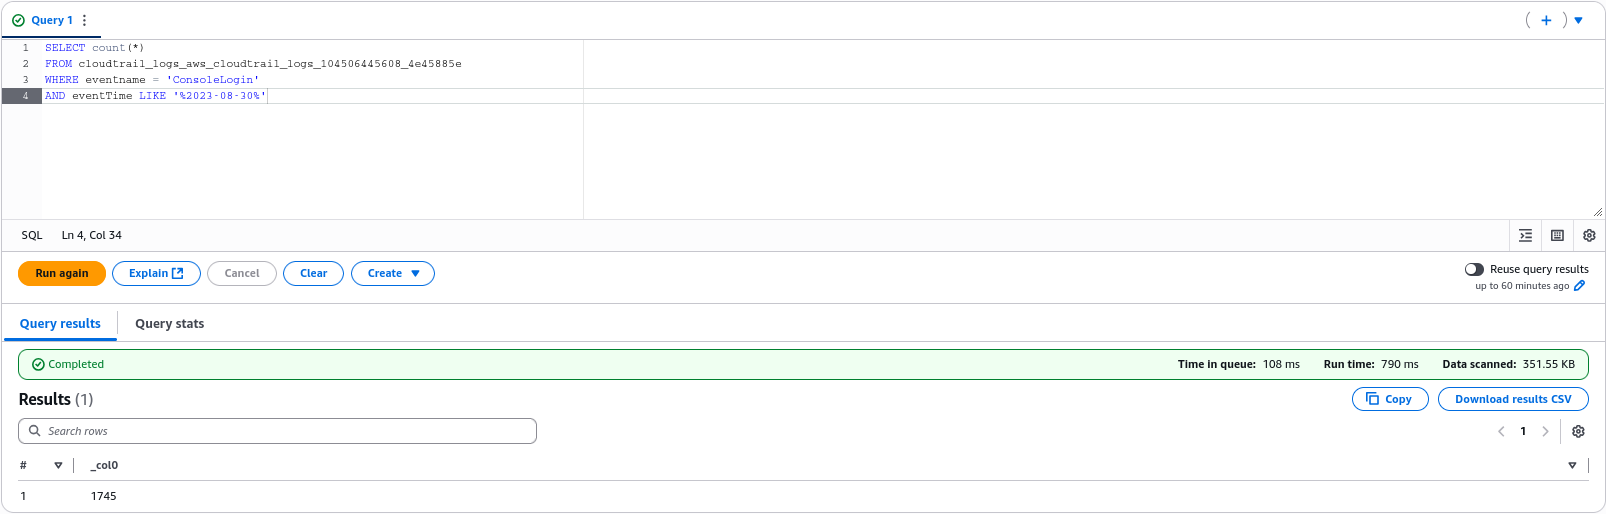 Query 1
1 SELECT count(*)
2 FROM cloudtrail_logs_aws_cloudtrail_logs_104506445608_4e45885e
3 WHERE eventname = 'ConsoleLogin'
4 AND eventTime LIKE '%2023-08-30%'
SQL Ln 4, Col 34
Run again Explain Cancel Clear Create
Reuse query results
up to 60 minutes ago
Query results Query stats
Completed Time in queue: 108 ms Run time: 790 ms Data scanned: 351.55 KB
Results (1) Copy Download results CSV
Search rows 1
# _col0
1 1745